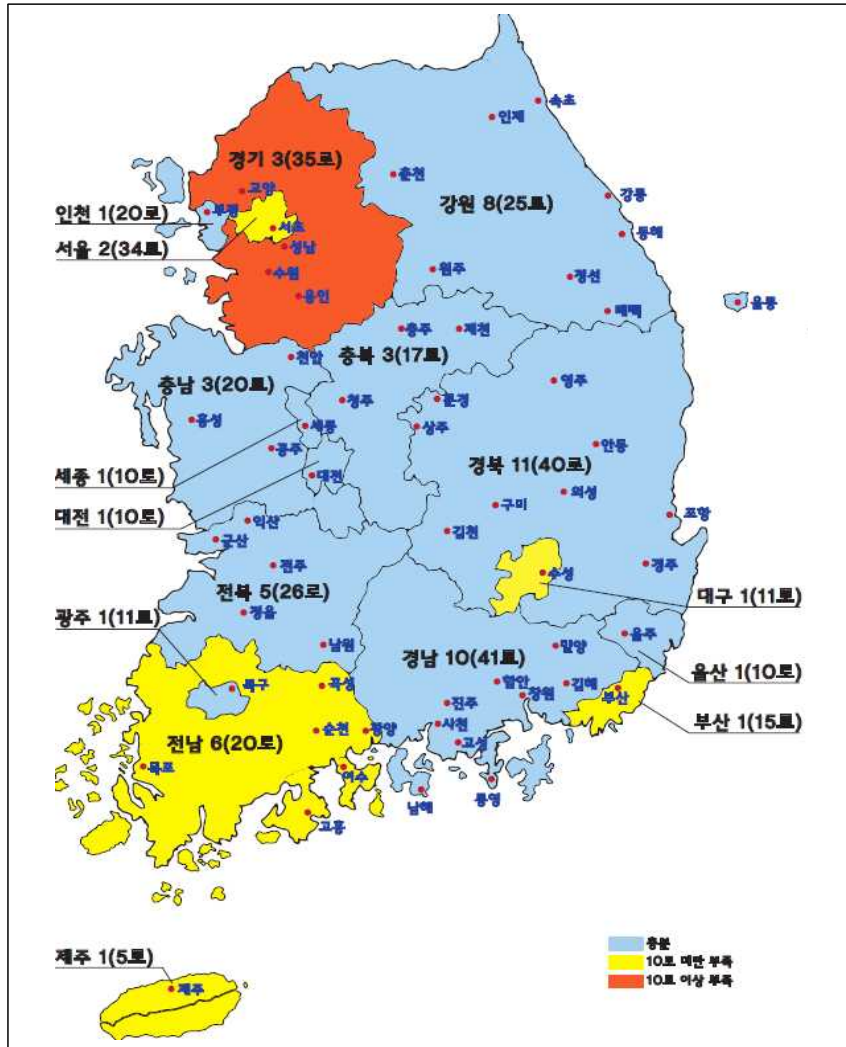 인제
속초
경기 3(35로)
춘천
고양
강원 8(25로)
강릉
인천 1(20로)
부평
서초
동해
서울 2(34로)
성남
수원
원주
정선
용인
울릉
태백
충주
제천
천안
충북 3(17로)
충남 3(20로)
영주
청주
문경
홍성
세종
상주
안동
공주
경북 11(40로)
세종 1(10로)
대전
의성
구미
포항
대전 1(10로)
익산
김천
군산
전주
수성
경주
전북 5(26로)
대구 1(11로)
광주 1(11로)
정읍
남원
경남 10(41로)
밀양
울주
울산 1(10로)
북구
곡성
함안
김해
부산
진주
창원
부산 1(15로)
전남 6(20로)
순천
광양
사천
고성
목포
여수
남해
통영
고흥
충분
제주 1(5로)
10로 미만 부족
제주
10로 이상 부족